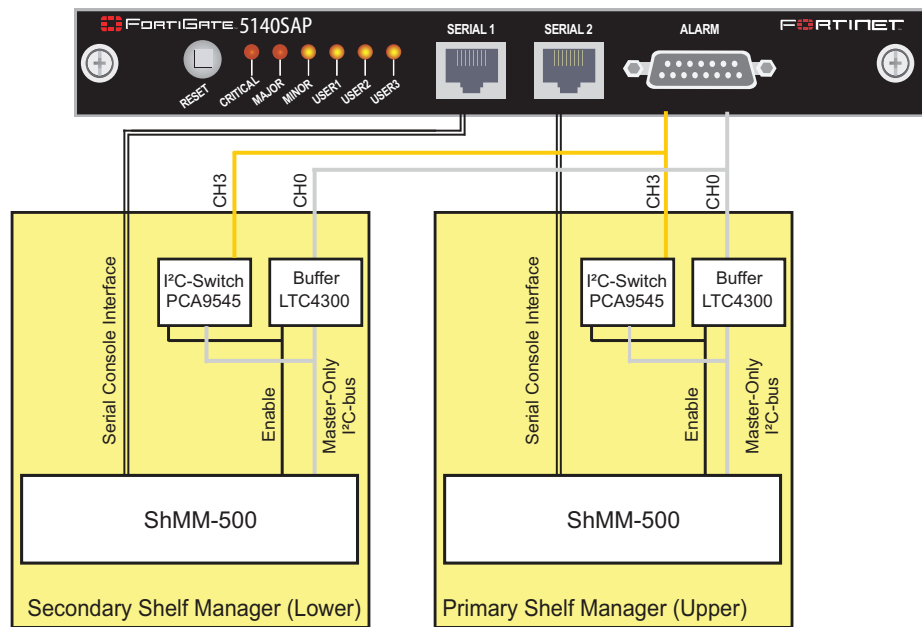 FORTIGATE 5140SAP
SERIAL 1
SERIAL 2
ALARM
FORTINET
RESET
CRITICAL
MAJOR
MINOR
USER1
USER2
USER3
CH3
CH0
CH3
CH0
I²C-Switch
PCA9545
Buffer
LTC4300
I²C-Switch
PCA9545
Buffer
LTC4300
Serial Console Interface
Enable
Master-Only
I²C-bus
Serial Console Interface
Enable
Master-Only
I²C-bus
ShMM-500
ShMM-500
Secondary Shelf Manager (Lower)
Primary Shelf Manager (Upper)